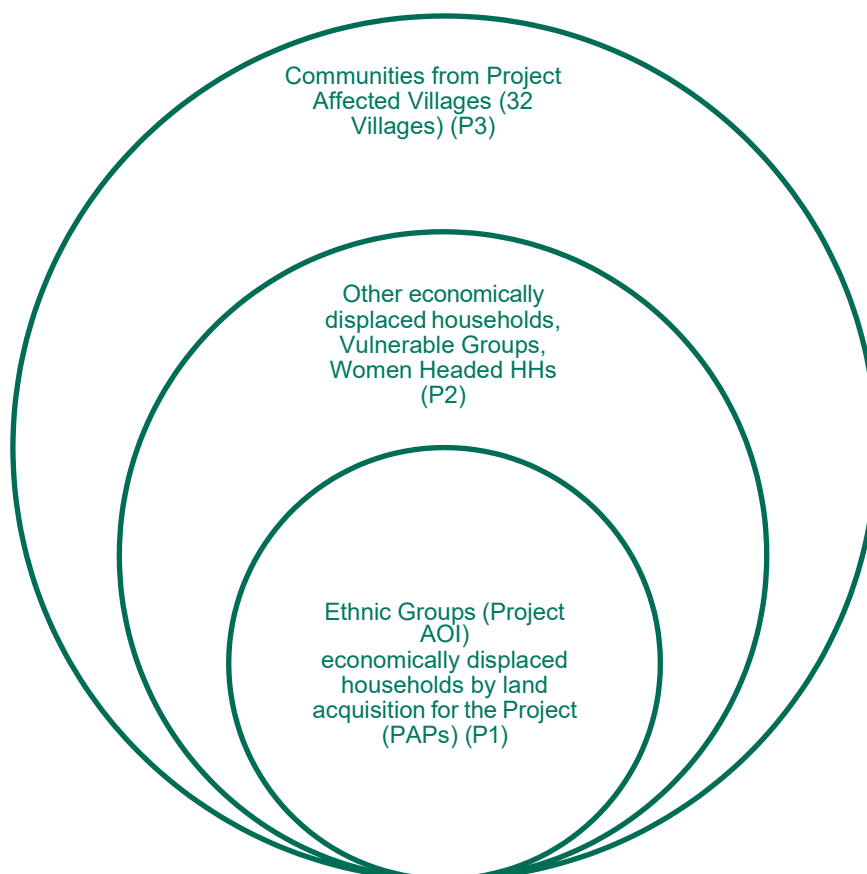 Communities from Project
Affected Villages (32
Villages) (P3)
Other economically
displaced households,
Vulnerable Groups,
Women Headed HHs
(P2)
Ethnic Groups (Project
AOI)
economically displaced
households by land
acquisition for the Project
(PAPs) (P1)